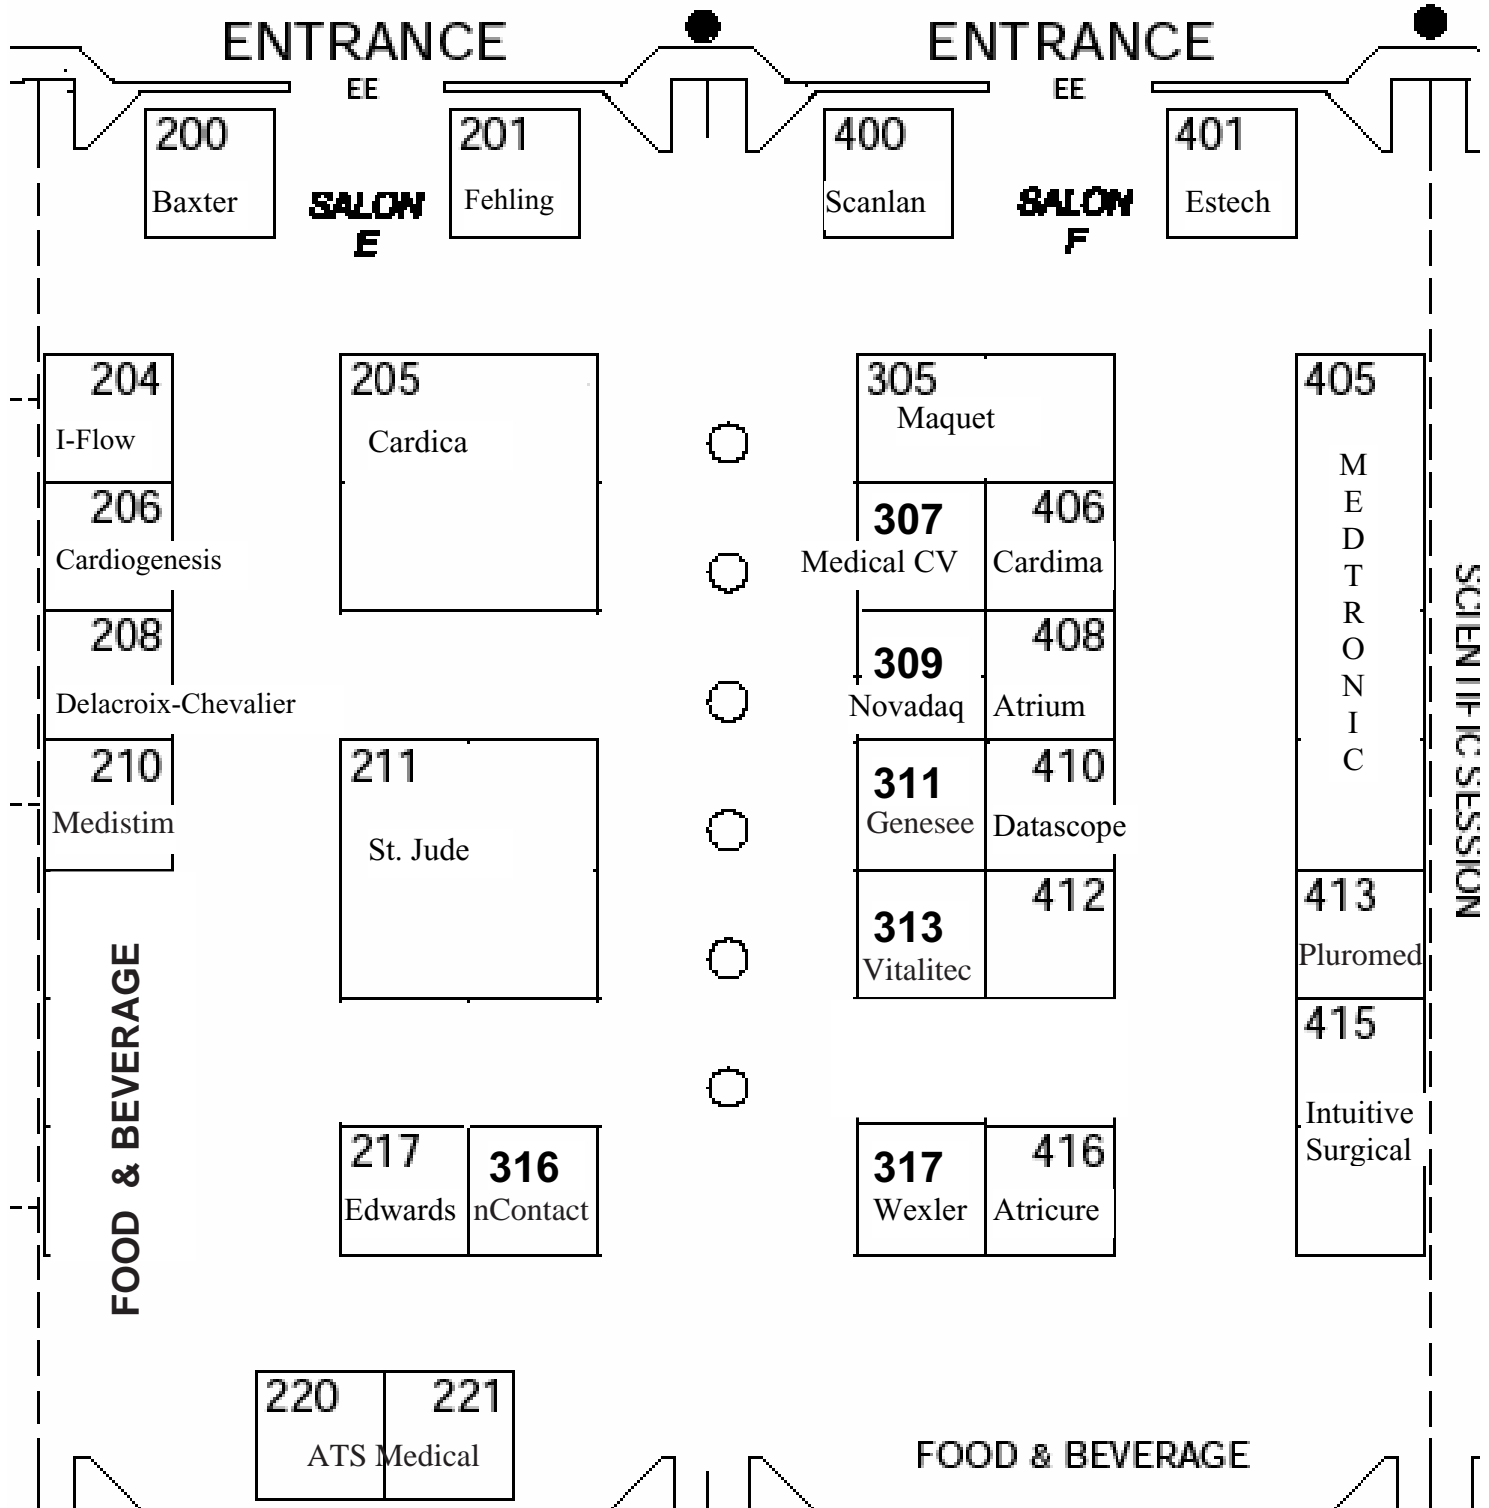 ENTRANCE
ENTRANCE
EE
EE
200
Baxter
SALON
E
201
Fehling
400
Scanlan
SALON
F
401
Estech
204
I-Flow
206
Cardiogenesis
208
Delacroix-Chevalier
210
Medistim
205
Cardica
211
St. Jude
305
Maquet
307
Medical CV
406
Cardima
309
Novadaq
408
Atrium
311
Genesee
410
Datascope
313
Vitalitec
412
405
M
E
D
T
R
O
N
I
C
413
Pluromed
415
Intuitive
Surgical
SCIENTIFIC SESSION
FOOD & BEVERAGE
217
Edwards
316
nContact
317
Wexler
416
Atricure
220
221
ATS Medical
FOOD & BEVERAGE